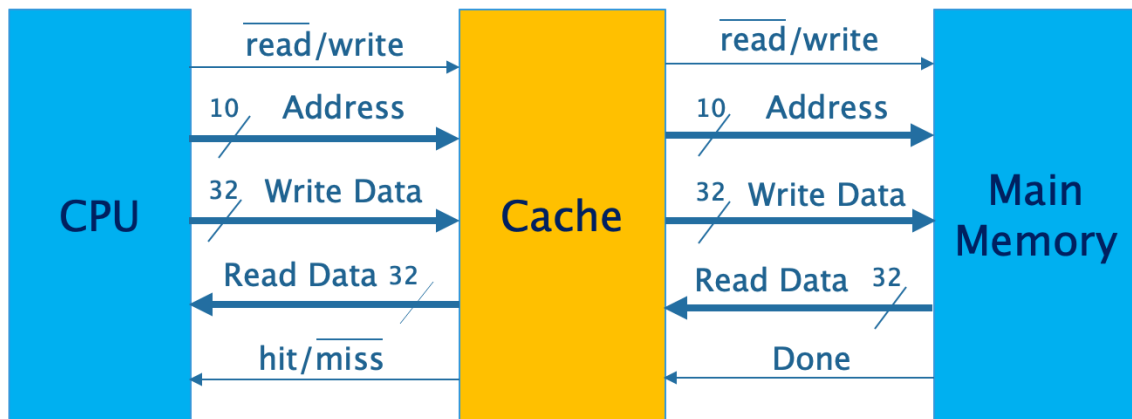 CPU
read/write
10 Address
32 Write Data
Read Data 32
hit/miss
Cache
read/write
10 Address
32 Write Data
Read Data 32
Done
Main
Memory